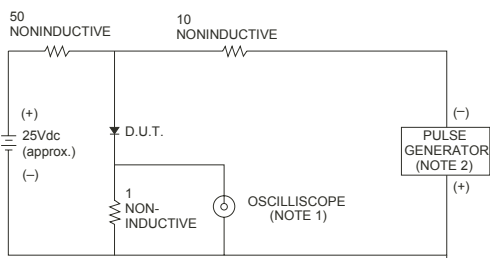 50
NONINDUCTIVE
10
NONINDUCTIVE
(+)
25Vdc
(approx.)
(–)
D.U.T.
1
NON-
INDUCTIVE
OSCILLISCOPE
(NOTE 1)
(–)
PULSE
GENERATOR
(NOTE 2)
(+)